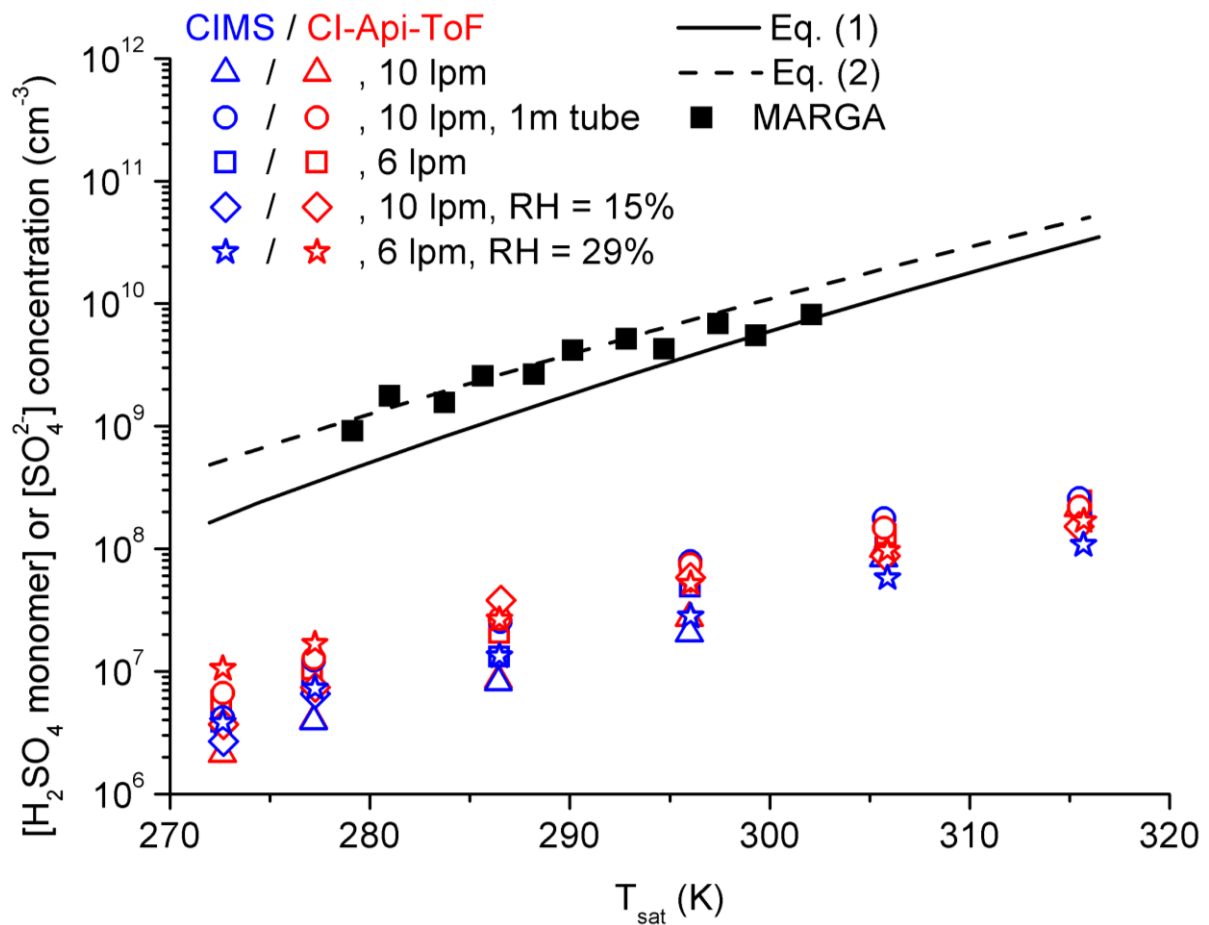 CIMS / CI-Api-ToF
/ , 10 lpm
/ , 10 lpm, 1m tube
/ , 6 lpm
/ , 10 lpm, RH = 15%
/ , 6 lpm, RH = 29%
Eq. (1)
Eq. (2)
MARGA
[H₂SO₄ monomer] or [SO₄²⁻] concentration (cm⁻³)
10¹²
10¹¹
10¹⁰
10⁹
10⁸
10⁷
10⁶
270 280 290 300 310 320
T_sat (K)